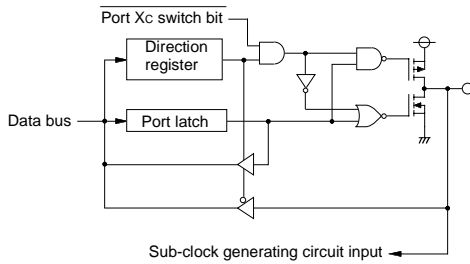 Port Xc switch bit
Direction
register
Data bus
Port latch
Sub-clock generating circuit input